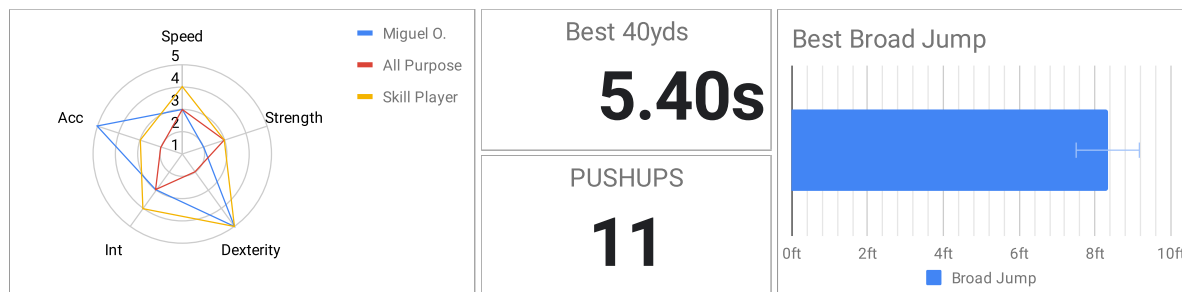 Speed
5
4
3
2
1
Acc
Strength
Int
Dexterity
Miguel O.
All Purpose
Skill Player
Best 40yds
5.40s
PUSHUPS
11
Best Broad Jump
0ft 2ft 4ft 6ft 8ft 10ft
Broad Jump